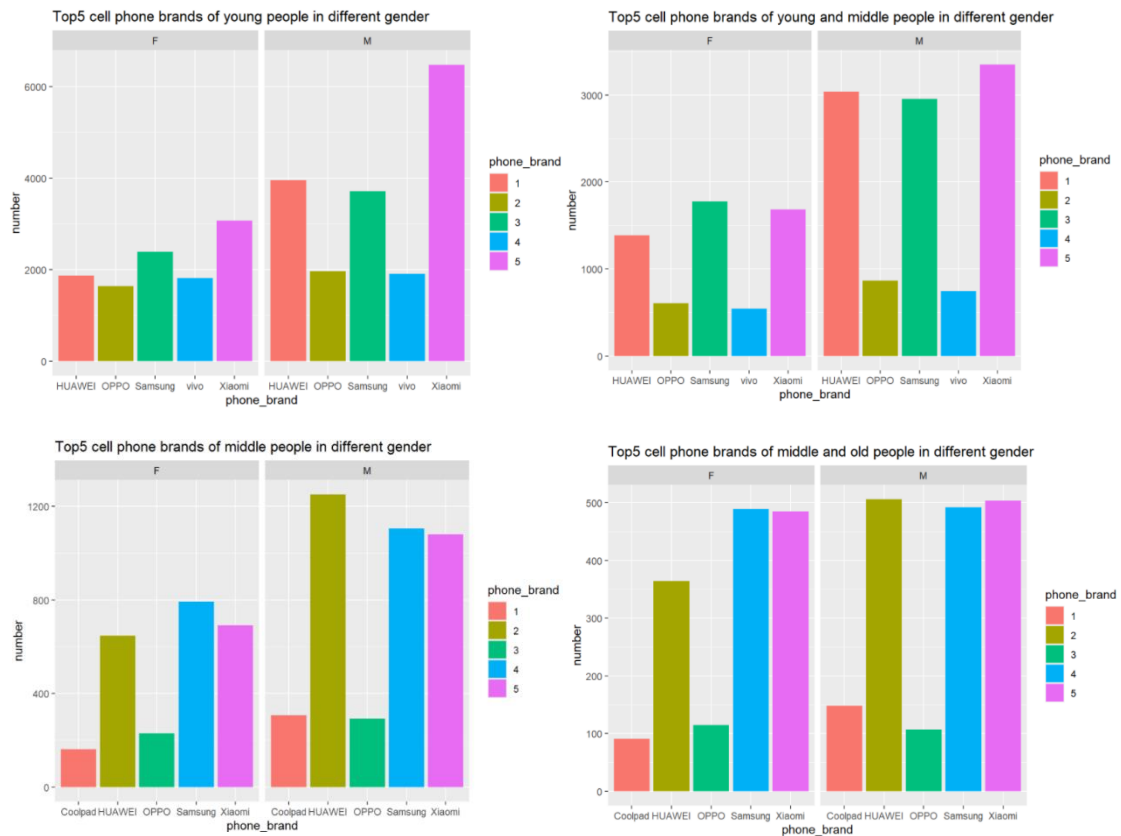 Top5 cell phone brands of young people in different gender
F M
6000
4000
2000
0
number
HUAWEI OPPO Samsung vivo Xiaomi HUAWEI OPPO Samsung vivo Xiaomi
phone_brand
phone_brand
1
2
3
4
5
Top5 cell phone brands of young and middle people in different gender
F M
3000
2000
1000
0
number
HUAWEI OPPO Samsung vivo Xiaomi HUAWEI OPPO Samsung vivo Xiaomi
phone_brand
phone_brand
1
2
3
4
5
Top5 cell phone brands of middle people in different gender
F M
1200
800
400
0
number
Coolpad HUAWEI OPPO Samsung Xiaomi Coolpad HUAWEI OPPO Samsung Xiaomi
phone_brand
phone_brand
1
2
3
4
5
Top5 cell phone brands of middle and old people in different gender
F M
500
400
300
200
100
0
number
Coolpad HUAWEI OPPO Samsung Xiaomi Coolpad HUAWEI OPPO Samsung Xiaomi
phone_brand
phone_brand
1
2
3
4
5